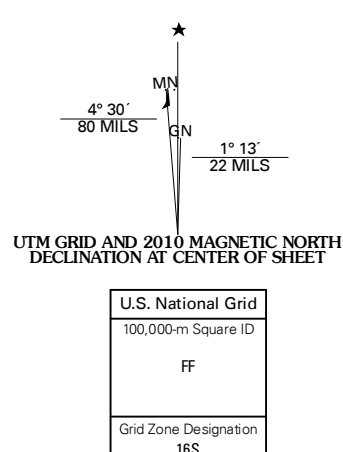 ★
MN
4° 30´
80 MILS
GN
1° 13´
22 MILS
UTM GRID AND 2010 MAGNETIC NORTH
DECLINATION AT CENTER OF SHEET
U.S. National Grid
100,000-m Square ID
FF
Grid Zone Designation
16S